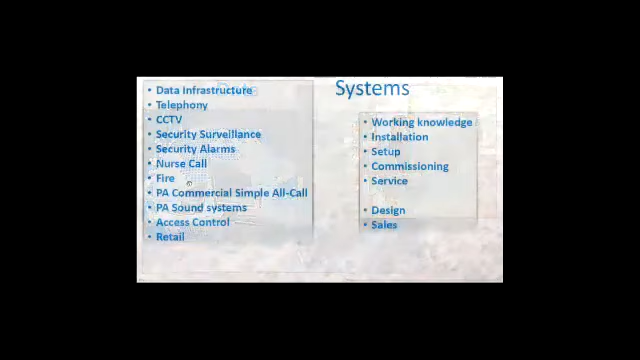 Systems
• Data Infrastructure
• Telephony
• CCTV
• Security Surveillance
• Security Alarms
• Nurse Call
• Fire
• PA Commercial Simple All-Call
• PA Sound systems
• Access Control
• Retail
• Working knowledge
• Installation
• Setup
• Commissioning
• Service
• Design
• Sales